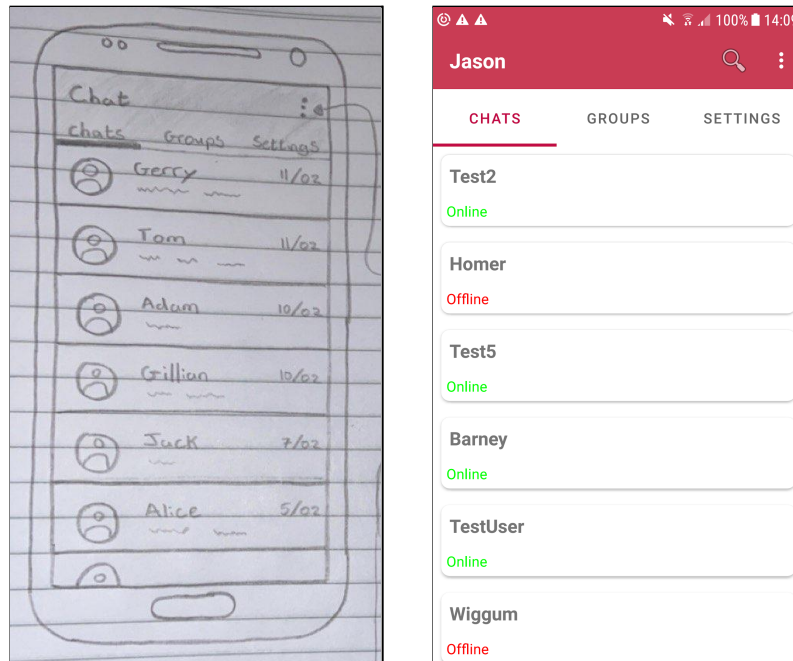 Chat
Chats Groups Settings
Gerry 11/02
Tom 11/02
Adam 10/02
Gillian 10/02
Jack 7/02
Alice 5/02
100% 14:09
Jason
CHATS GROUPS SETTINGS
Test2
Online
Homer
Offline
Test5
Online
Barney
Online
TestUser
Online
Wiggum
Offline